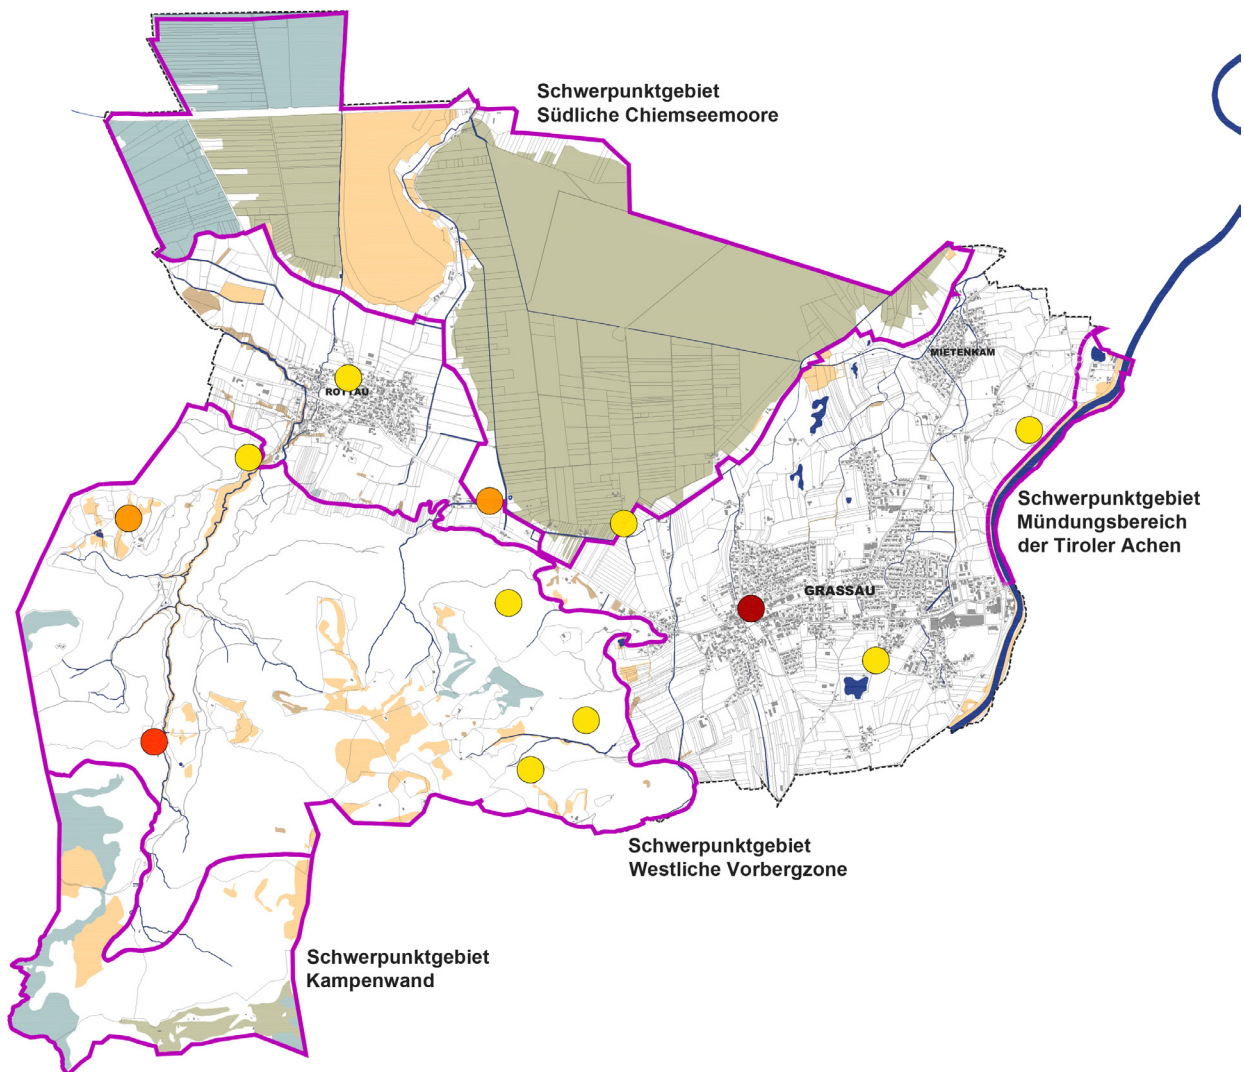 Schwerpunktgebiet
Südliche Chiemseemoore
MIETENKAM
ROTTAU
Schwerpunktgebiet
Mündungsbereich
der Tiroler Achen
GRASSAU
Schwerpunktgebiet
Westliche Vorbergzone
Schwerpunktgebiet
Kampenwand